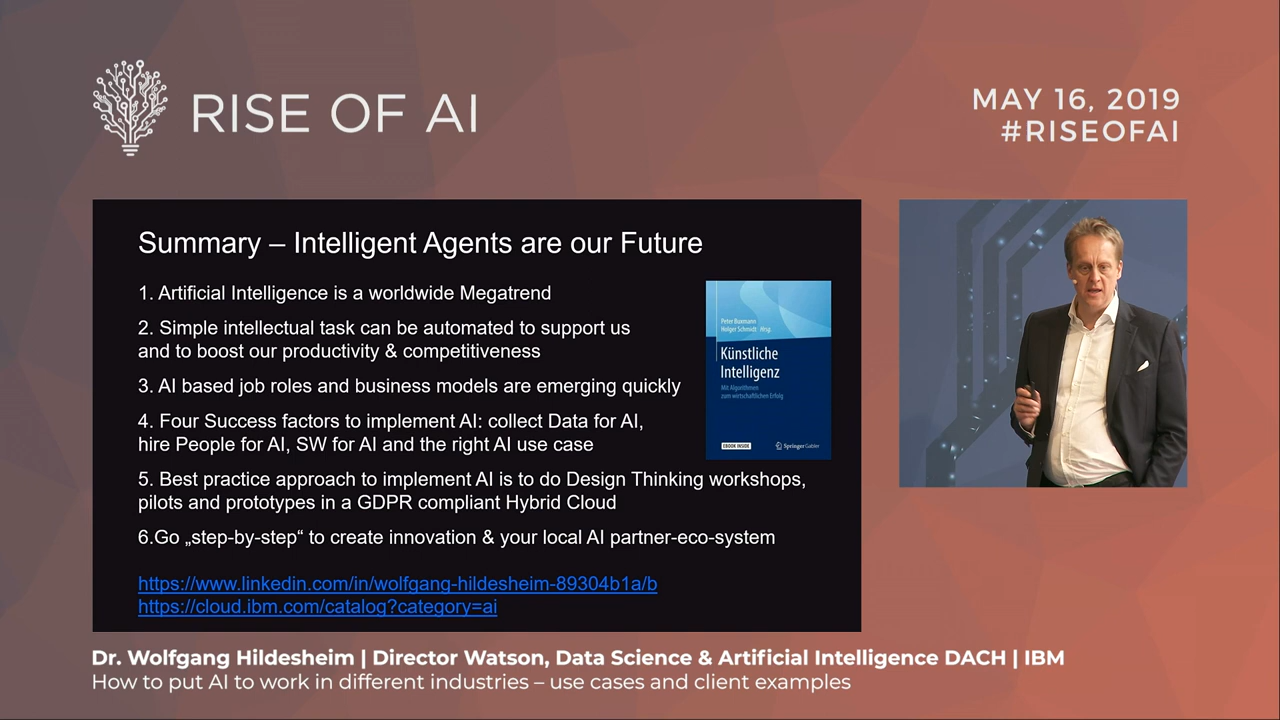 RISE OF AI
MAY 16, 2019
#RISEOFAI
Summary – Intelligent Agents are our Future
1. Artificial Intelligence is a worldwide Megatrend
2. Simple intellectual task can be automated to support us
and to boost our productivity & competitiveness
3. AI based job roles and business models are emerging quickly
4. Four Success factors to implement AI: collect Data for AI,
hire People for AI, SW for AI and the right AI use case
5. Best practice approach to implement AI is to do Design Thinking workshops,
pilots and prototypes in a GDPR compliant Hybrid Cloud
6.Go „step-by-step“ to create innovation & your local AI partner-eco-system
https://www.linkedin.com/in/wolfgang-hildesheim-89304b1a/b
https://cloud.ibm.com/catalog?category=ai
Peter Buxmann
Holger Schmidt Hrsg.
Künstliche
Intelligenz
Mit Algorithmen
zum wirtschaftlichen Erfolg
EBOOK INSIDE
Springer Gabler
Dr. Wolfgang Hildesheim | Director Watson, Data Science & Artificial Intelligence DACH | IBM
How to put AI to work in different industries – use cases and client examples